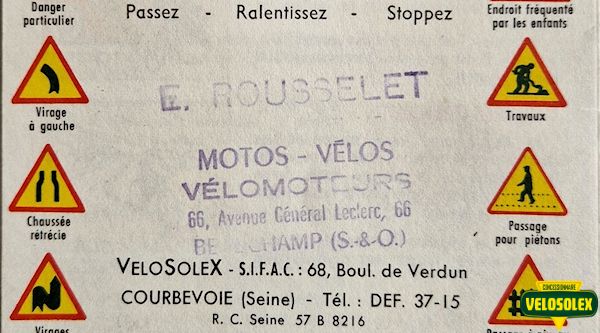 Danger
particulier
Passez - Ralentissez - Stoppez
Endroit fréquenté
par les enfants
E. ROUSSELET
Virage
à gauche
Travaux
MOTOS - VÉLOS
VÉLOMOTEURS
66, Avenue Général Leclerc, 66
(S.-&-O.)
Chaussée
rétrécie
Passage
pour piétons
VELOSOLEX - S.I.F.A.C. : 68, Boul. de Verdun
COURBEVOIE (Seine) - Tél. : DEF. 37-15
R. C. Seine 57 B 8216
Virages
CONCESSIONNAIRE
VELOSOLEX